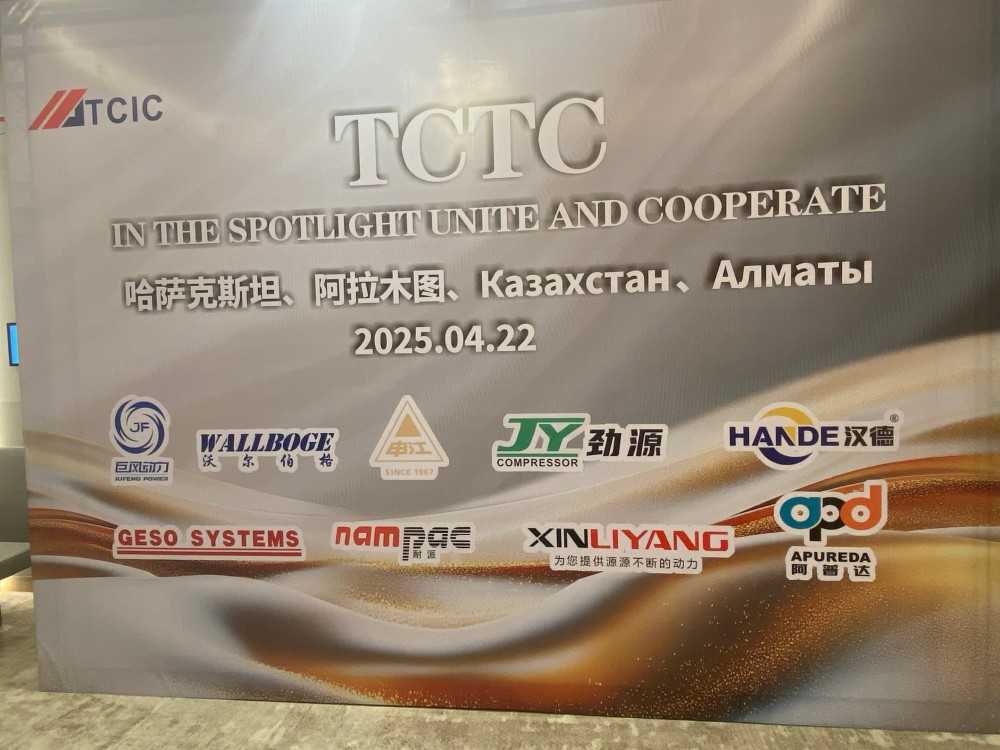 TCIC
TCTC
IN THE SPOTLIGHT UNITE AND COOPERATE
哈萨克斯坦、阿拉木图、Казахстан、Алматы
2025.04.22
JF
巨风动力
JUFENG POWER
WALLBOGE
沃尔伯格
申江
SINCE 1967
JY 劲源
COMPRESSOR
HANDE 汉德®
GESO SYSTEMS
nampac
耐派
XINLIYANG
为您提供源源不断的动力
apd
APUREDA
阿普达